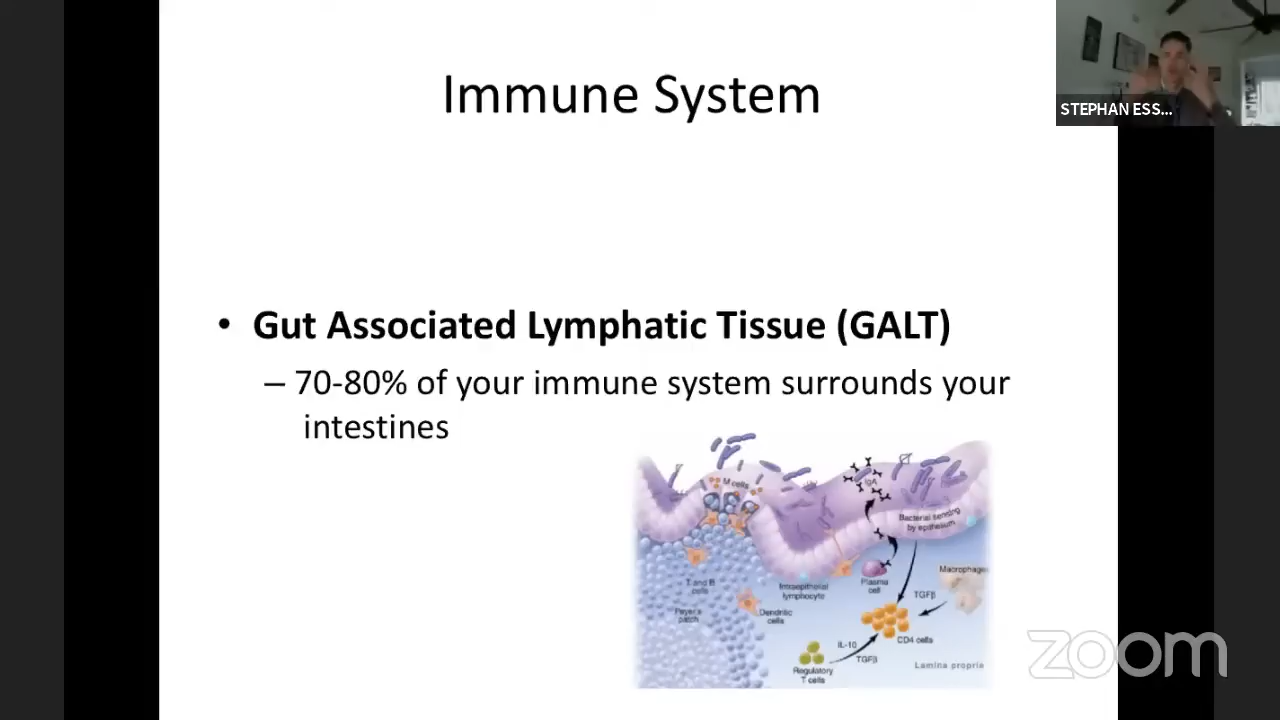 Immune System
STEPHAN ESS...
• Gut Associated Lymphatic Tissue (GALT)
– 70-80% of your immune system surrounds your
intestines
M cells
IgA
Bacterial sensing
by epithelium
T and B
cells
Intraepithelial
lymphocyte
Plasma
cell
Macrophages
Peyer's
patch
Dendritic
cells
TGFβ
CD4 cells
IL-10
TGFβ
Regulatory
T cells
Lamina propria
zoom